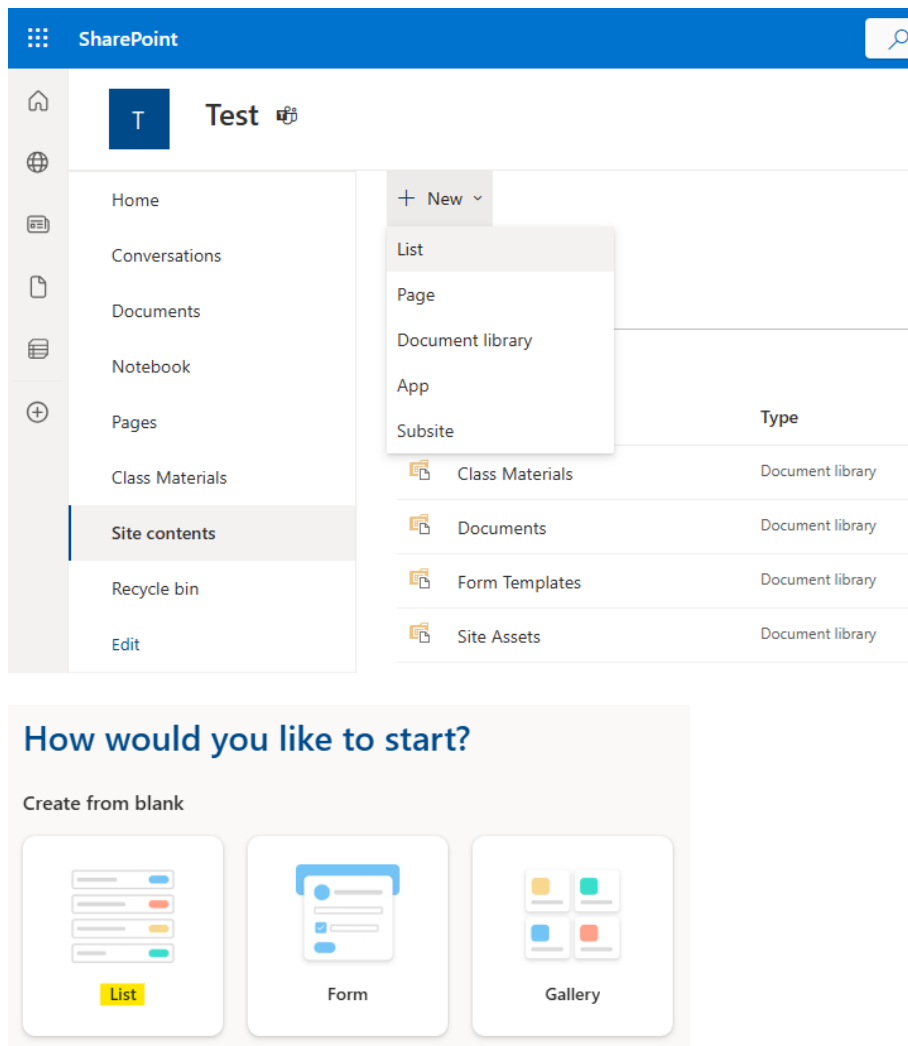 SharePoint
T
Test
Home
Conversations
Documents
Notebook
Pages
Class Materials
Site contents
Recycle bin
Edit
+ New
List
Page
Document library
App
Subsite
Type
Class Materials Document library
Documents Document library
Form Templates Document library
Site Assets Document library
How would you like to start?
Create from blank
List Form Gallery